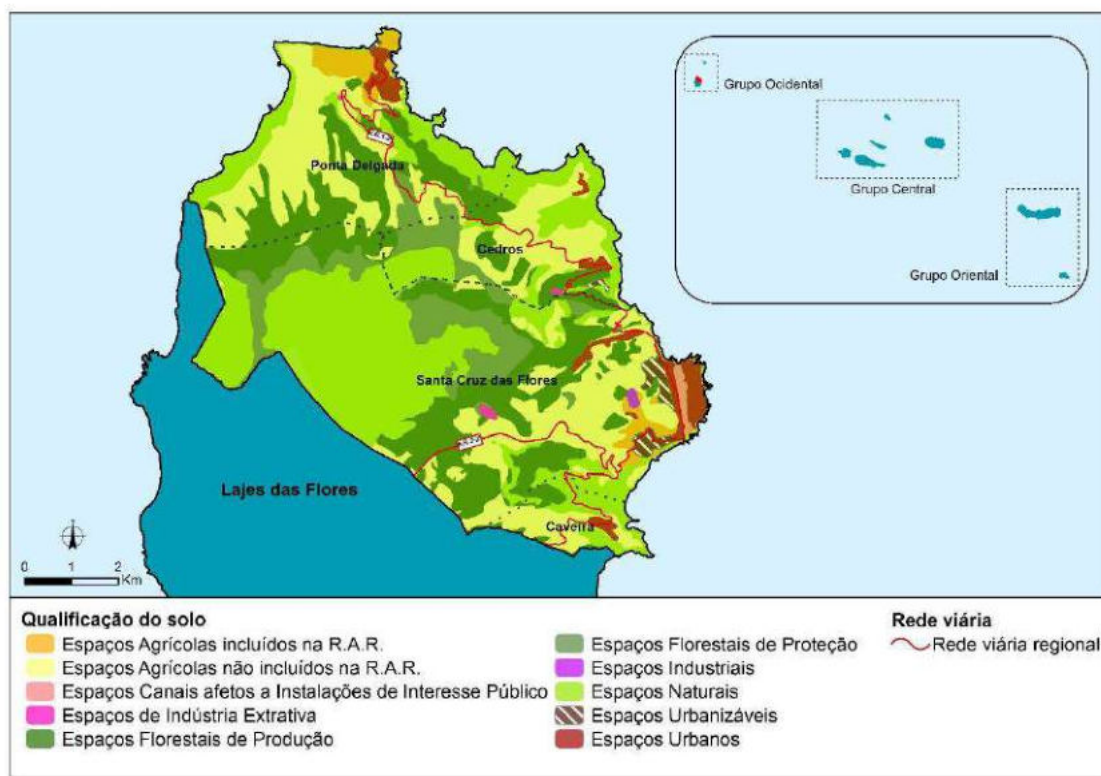 Grupo Ocidental
Grupo Central
Grupo Oriental
Ponta Delgada
Cedros
Santa Cruz das Flores
Lajes das Flores
Caveira
0 1 2
Km
Qualificação do solo
Espaços Agrícolas incluídos na R.A.R.
Espaços Agrícolas não incluídos na R.A.R.
Espaços Canais afetos a Instalações de Interesse Público
Espaços de Indústria Extrativa
Espaços Florestais de Produção
Espaços Florestais de Proteção
Espaços Industriais
Espaços Naturais
Espaços Urbanizáveis
Espaços Urbanos
Rede viária
Rede viária regional